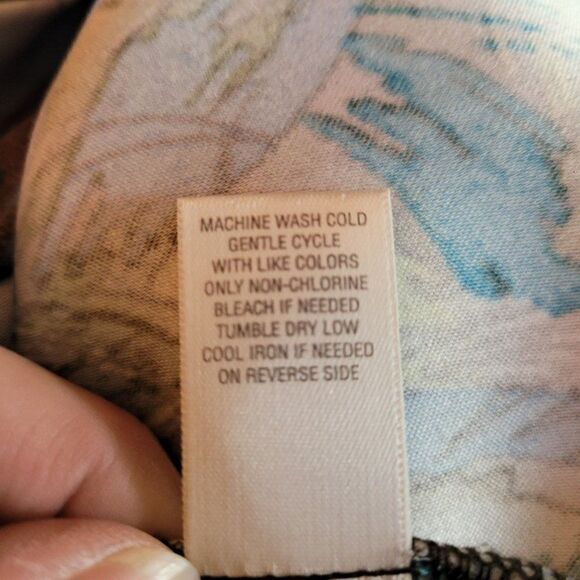 MACHINE WASH COLD
GENTLE CYCLE
WITH LIKE COLORS
ONLY NON-CHLORINE
BLEACH IF NEEDED
TUMBLE DRY LOW
COOL IRON IF NEEDED
ON REVERSE SIDE